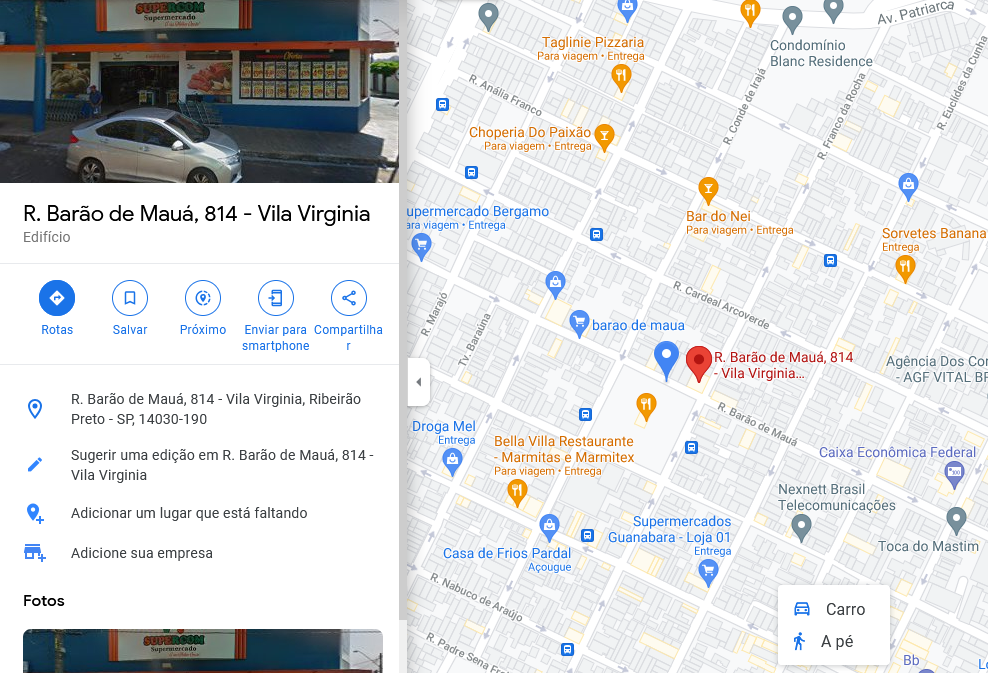 SUPERCOM
Supermercado
R. Barão de Mauá, 814 - Vila Virginia
Edifício
Rotas
Salvar
Próximo
Enviar para
smartphone
Compartilha
r
R. Barão de Mauá, 814 - Vila Virginia, Ribeirão
Preto - SP, 14030-190
Sugerir uma edição em R. Barão de Mauá, 814 -
Vila Virginia
Adicionar um lugar que está faltando
Adicione sua empresa
Fotos
SUPERCOM
Supermercado
Av. Patriarca
Taglinie Pizzaria
Para viagem • Entrega
Condomínio
Blanc Residence
R. Anália Franco
R. Conde de Irajá
R. Franco da Rocha
R. Euclides da Cunha
Choperia Do Paixão
Para viagem • Entrega
upermercado Bergamo
ara viagem • Entrega
Bar do Nei
Para viagem • Entrega
Sorvetes Banana
Entrega
R. Cardeal Arcoverde
R. Marajó
Tv. Baraúna
barao de maua
R. Barão de Mauá, 814
- Vila Virginia...
Agência Dos Cor
- AGF VITAL BR
R. Barão de Mauá
Droga Mel
Entrega
Bella Villa Restaurante
- Marmitas e Marmitex
Para viagem • Entrega
Caixa Econômica Federal
Nexnett Brasil
Telecomunicações
Supermercados
Guanabara - Loja 01
Entrega
Casa de Frios Pardal
Açougue
Toca do Mastim
R. Nabuco de Araújo
R. Padre Sena Fre
Carro
A pé
Bb